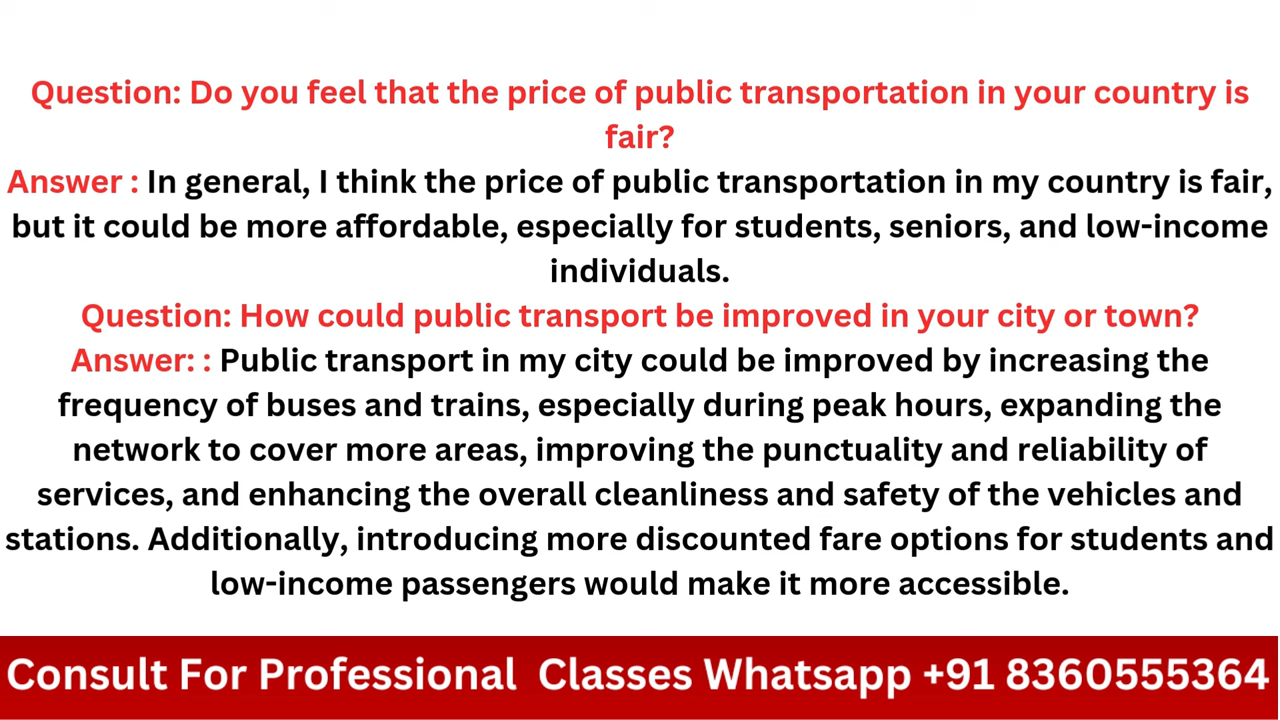 Question: Do you feel that the price of public transportation in your country is
fair?
Answer : In general, I think the price of public transportation in my country is fair,
but it could be more affordable, especially for students, seniors, and low-income
individuals.
Question: How could public transport be improved in your city or town?
Answer: : Public transport in my city could be improved by increasing the
frequency of buses and trains, especially during peak hours, expanding the
network to cover more areas, improving the punctuality and reliability of
services, and enhancing the overall cleanliness and safety of the vehicles and
stations. Additionally, introducing more discounted fare options for students and
low-income passengers would make it more accessible.
Consult For Professional Classes Whatsapp +91 8360555364